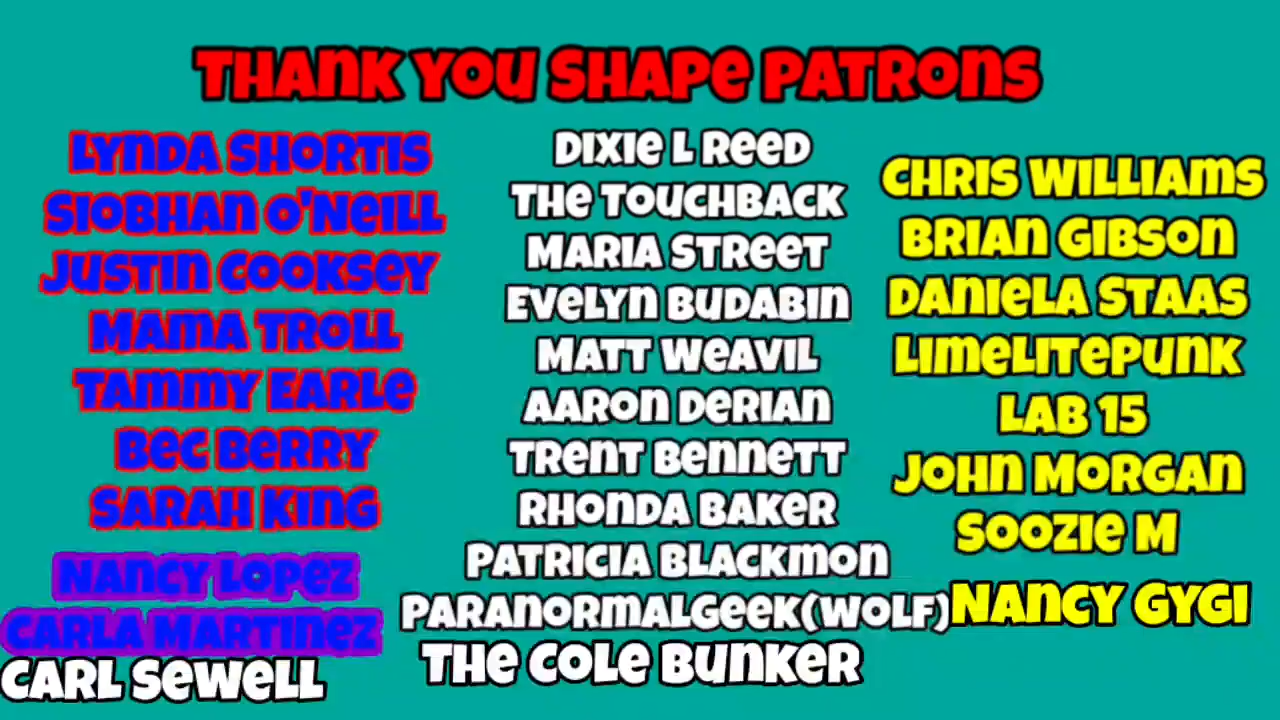 THANK YOU SHAPE PATRONS
LYNDA SHORTIS
SIOBHAN O'NEILL
JUSTIN COOKSEY
MAMA TROLL
TAMMY EARLE
BEC BERRY
SARAH KING
NANCY LOPEZ
CARLA MARTINEZ
CARL SEWELL
DIXIE L REED
THE TOUCHBACK
MARIA STREET
EVELYN BUDABIN
MATT WEAVIL
AARON DERIAN
TRENT BENNETT
RHONDA BAKER
PATRICIA BLACKMON
PARANORMALGEEK(WOLF)
THE COLE BUNKER
CHRIS WILLIAMS
BRIAN GIBSON
DANIELA STAAS
LIMELITEPUNK
LAB 15
JOHN MORGAN
SOOZIE M
NANCY GYGI